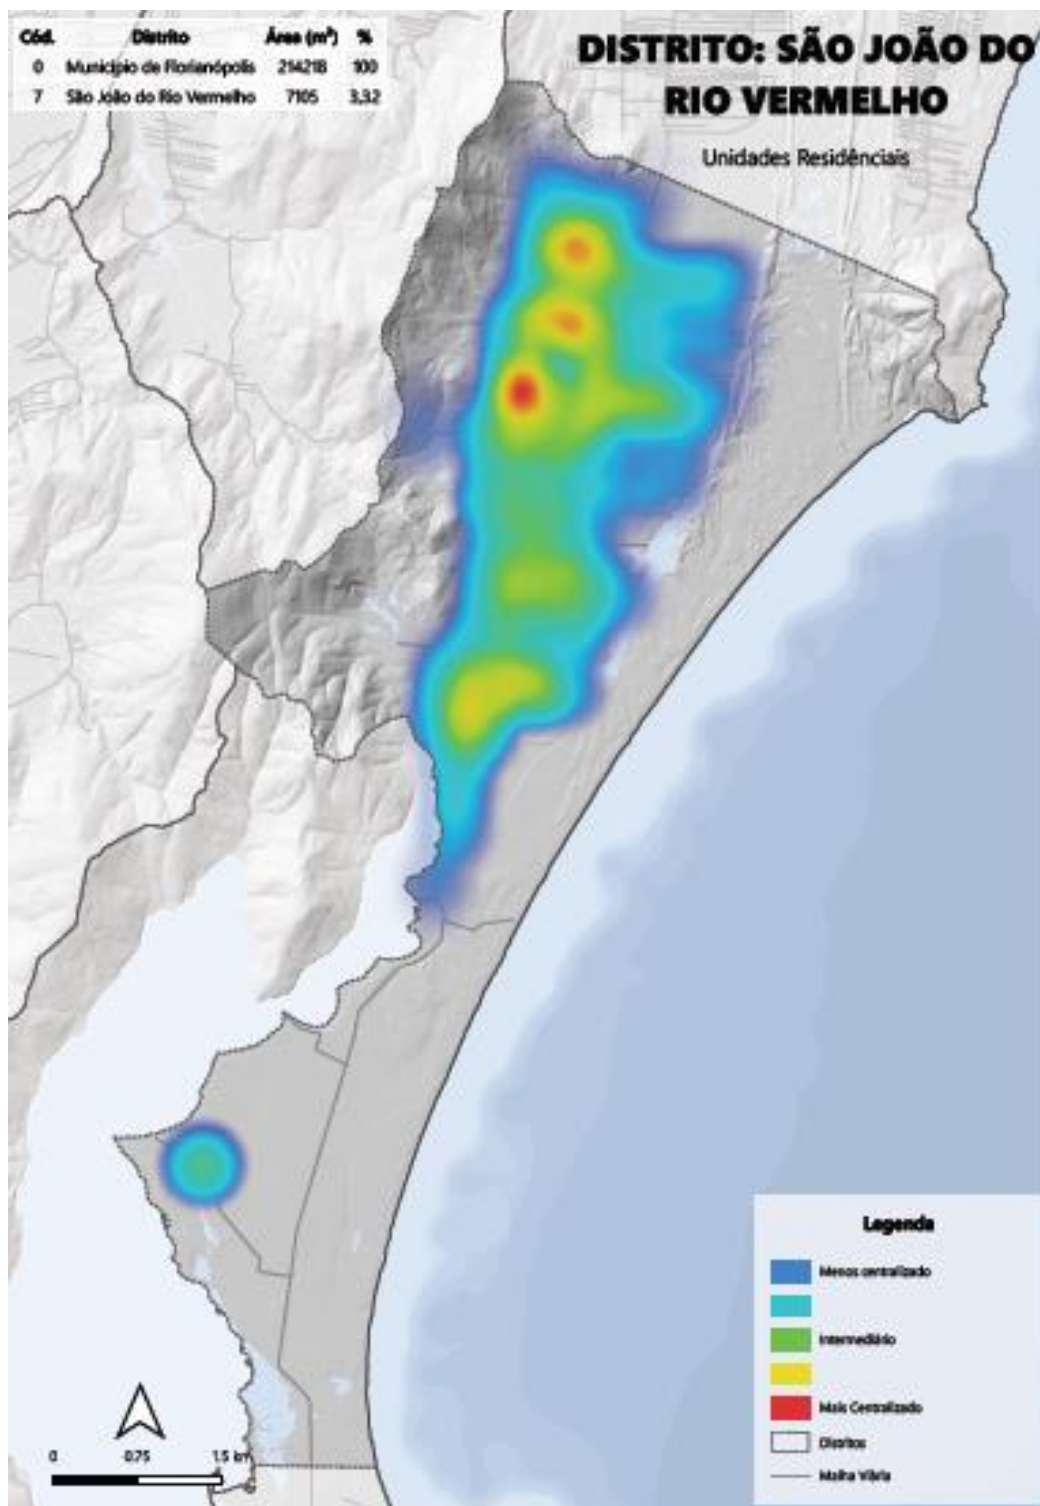 Cód. Distrito Área (m²) %
0 Município de Florianópolis 214218 100
7 São João do Rio Vermelho 7105 3,32
DISTRITO: SÃO JOÃO DO
RIO VERMELHO
Unidades Residênciais
Legenda
Menos centralizado
Intermediário
Mais Centralizado
Distritos
Malha Viária
0 0.75 1.5 km